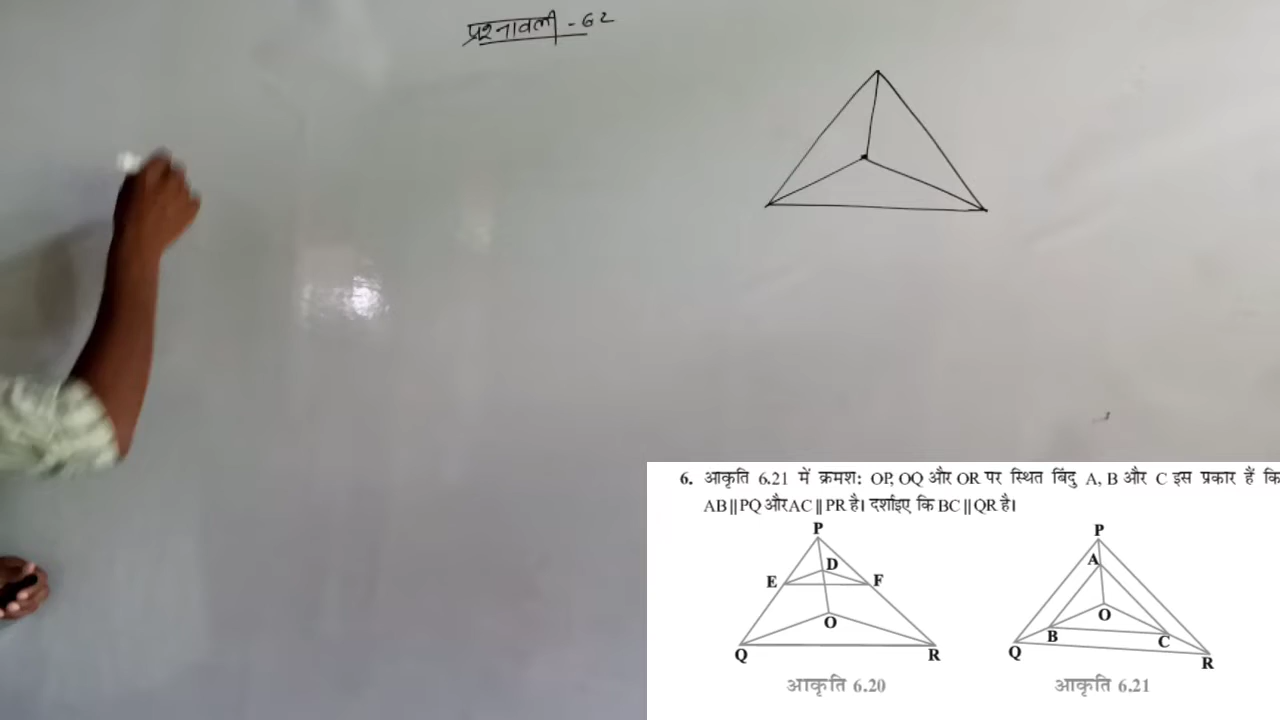 प्रश्नावली - 6.2
6. आकृति 6.21 में क्रमश: OP, OQ और OR पर स्थित बिंदु A, B और C इस प्रकार हैं कि
AB || PQ और AC || PR है। दर्शाइए कि BC || QR है।
P
D
E
F
O
Q
R
आकृति 6.20
P
A
O
B
C
Q
R
आकृति 6.21